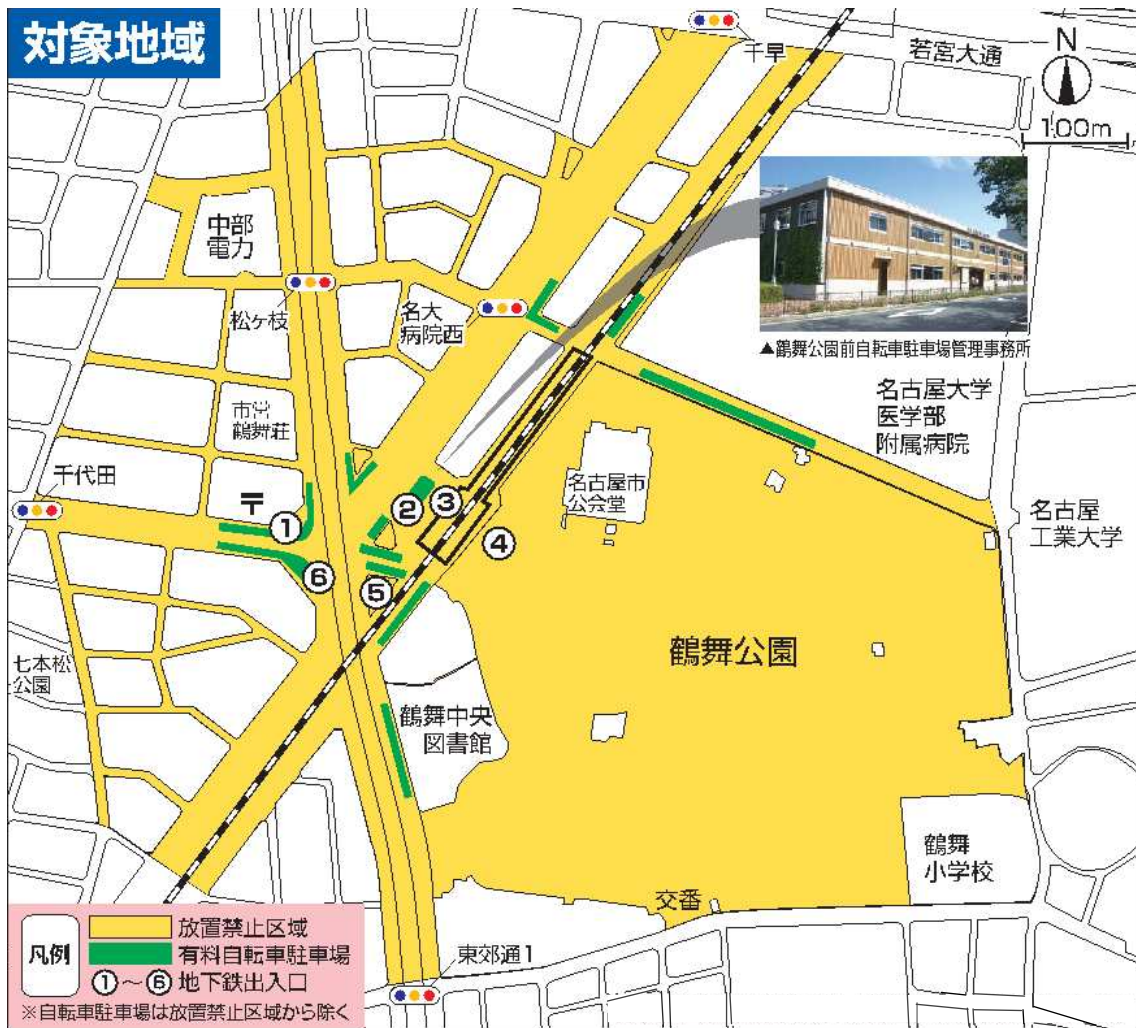 対象地域
千早
若宮大通
N
100m
中部
電力
松ヶ枝
名大
病院西
▲鶴舞公園前自転車駐車場管理事務所
市営
鶴舞荘
名古屋大学
医学部
附属病院
千代田
〒
①
②
③
④
⑤
⑥
名古屋市
公会堂
名古屋
工業大学
鶴舞公園
七本松
公園
鶴舞中央
図書館
鶴舞
小学校
交番
東郊通1
凡例
放置禁止区域
有料自転車駐車場
①～⑥地下鉄出入口
※自転車駐車場は放置禁止区域から除く